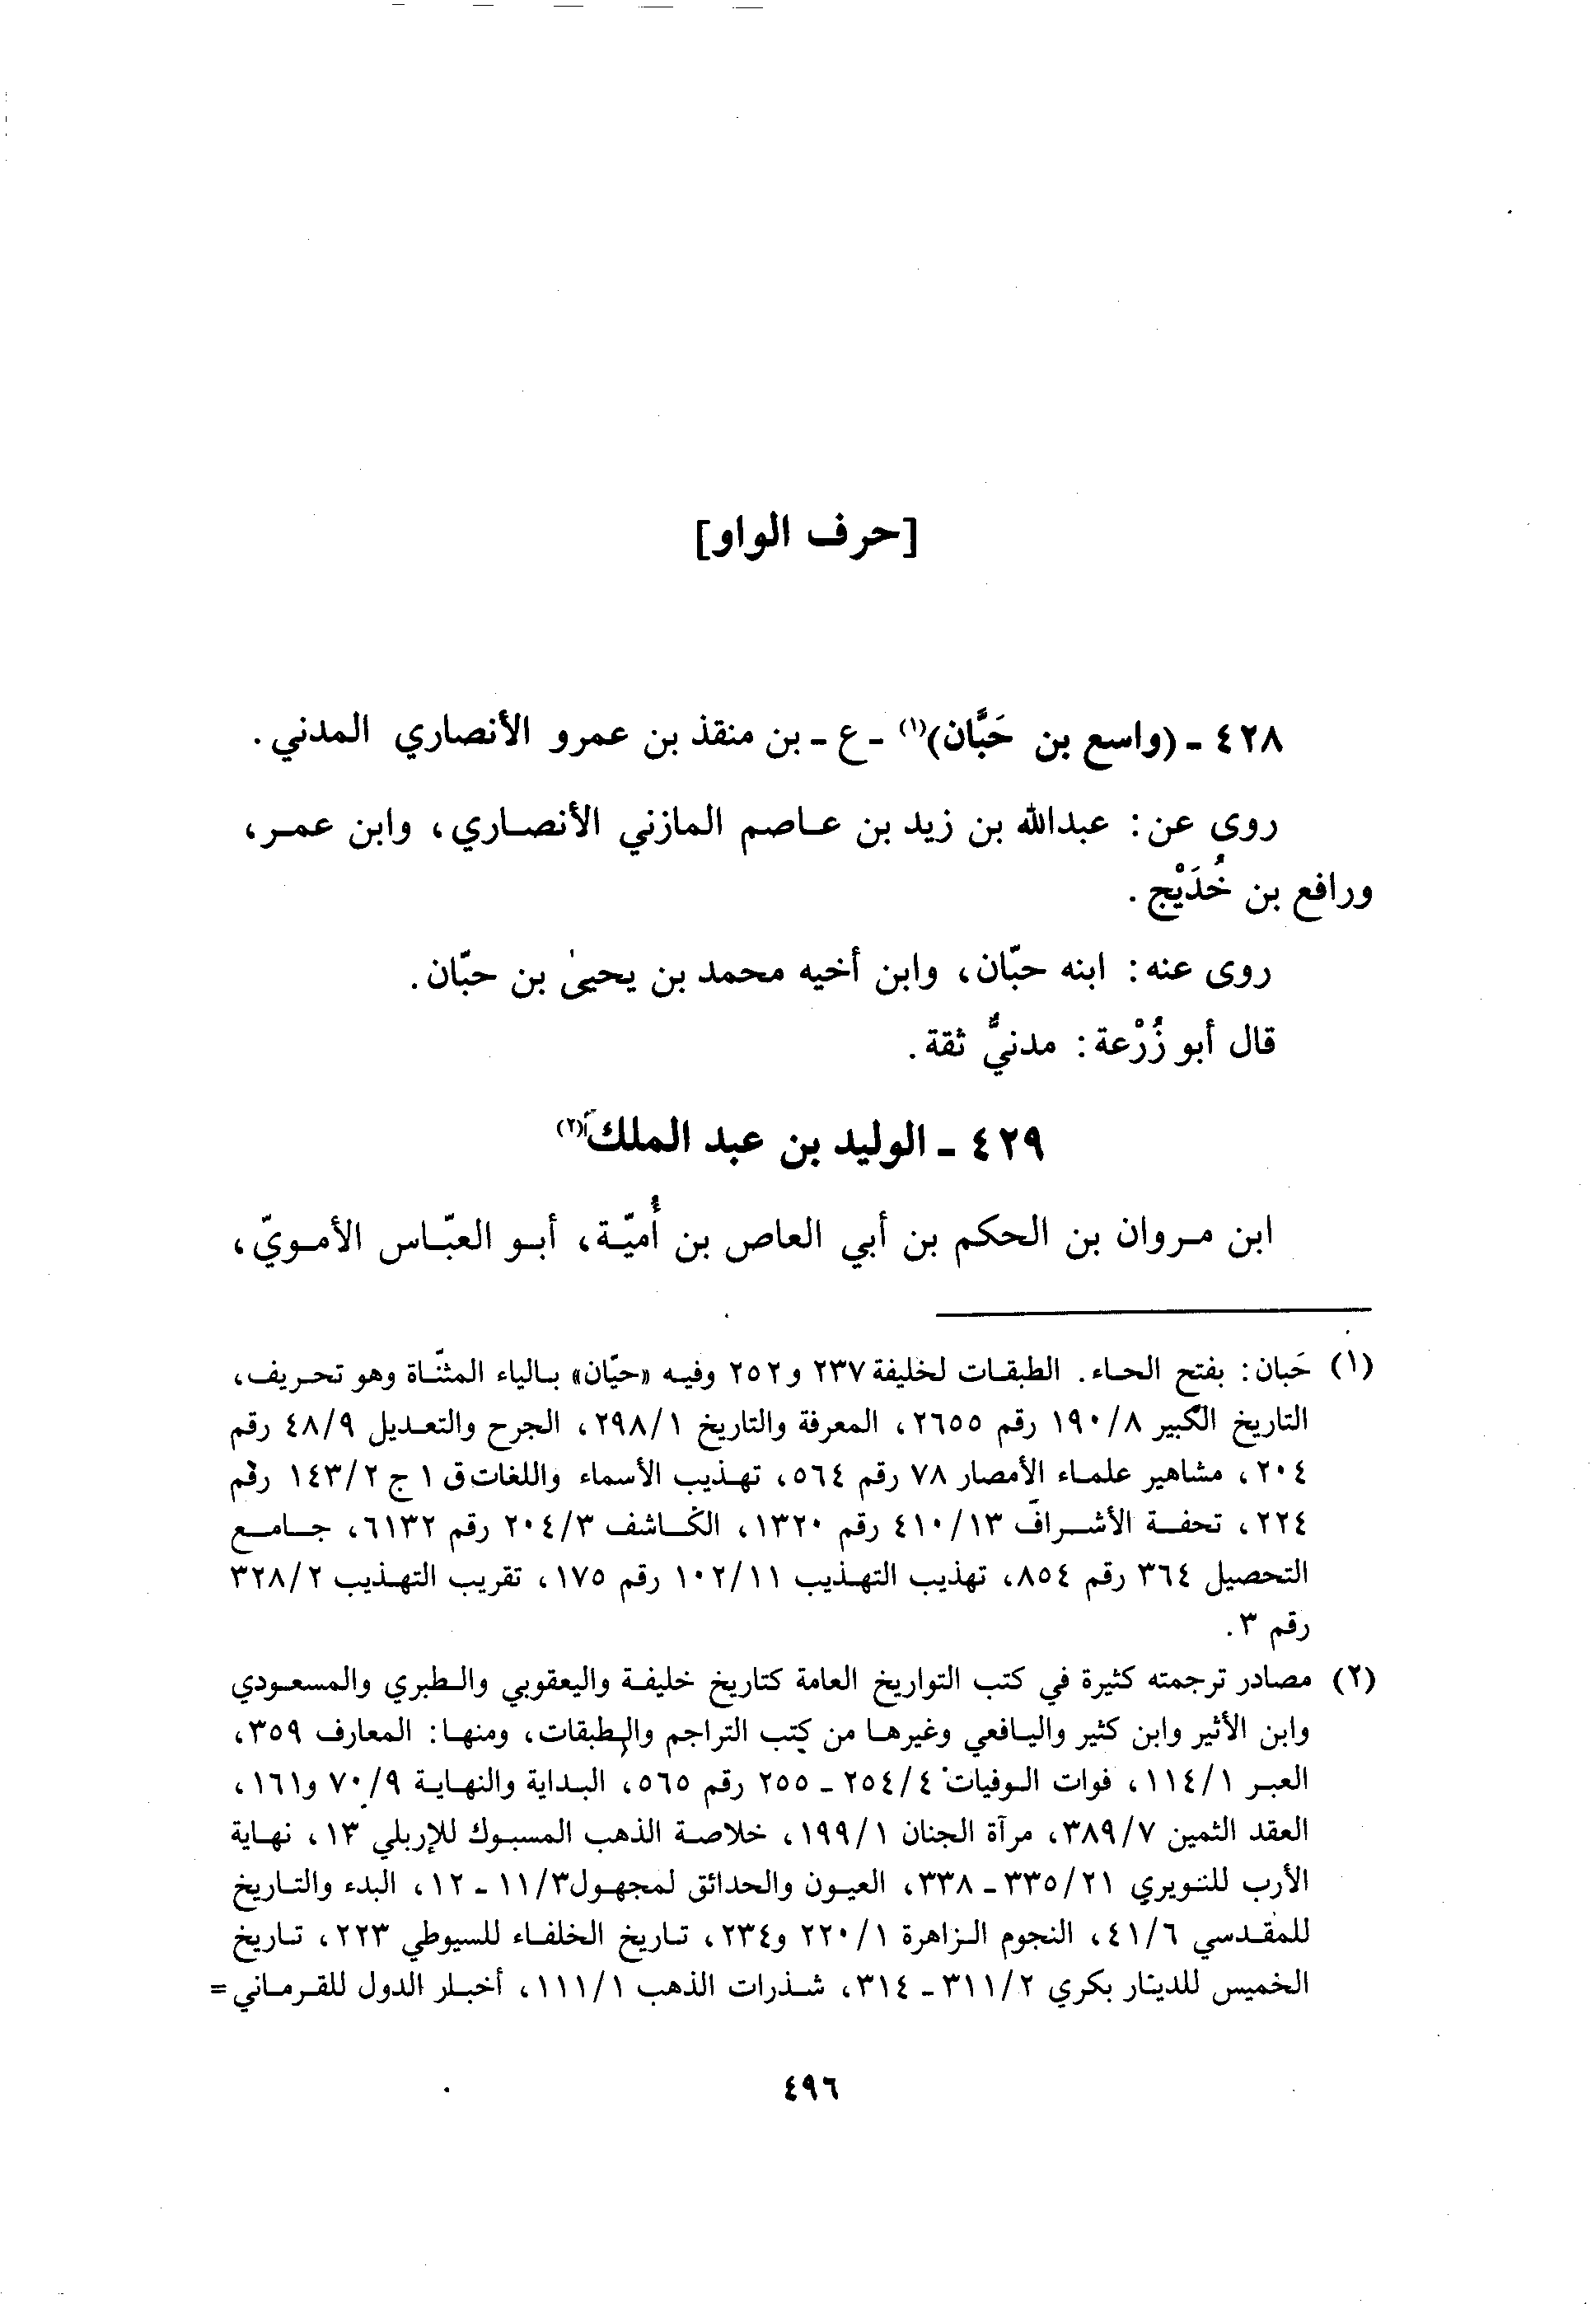 [حرف الواو]
٤٢٨ - (واسع بن حَبَّان)(١) - ع - بن منقذ بن عمرو الأنصاري المدني.
روى عن: عبدالله بن زيد بن عاصم المازني الأنصاري، وابن عمر،
ورافع بن خُدَيْج.
روى عنه: ابنه حبّان، وابن أخيه محمد بن يحيىٰ بن حبّان.
قال أبو زُرْعة: مدنيٌّ ثقة.
٤٢٩ - الوليد بن عبد الملك(٢)
ابن مروان بن الحكم بن أبي العاص بن أُميّة، أبو العبّاس الأمويّ،
(١) حَبان: بفتح الحاء. الطبقات لخليفة ٢٣٧ و٢٥٢ وفيه «حيّان» بالياء المثنّاة وهو تحريف،
التاريخ الكبير ١٩٠/٨ رقم ٢٦٥٥، المعرفة والتاريخ ٢٩٨/١، الجرح والتعديل ٤٨/٩ رقم
٢٠٤، مشاهير علماء الأمصار ٧٨ رقم ٥٦٤، تهذيب الأسماء واللغات ق ١ ج ١٤٣/٢ رقم
٢٢٤، تحفة الأشراف ٤١٠/١٣ رقم ١٣٢٠، الكاشف ٢٠٤/٣ رقم ٦١٣٢، جامع
التحصيل ٣٦٤ رقم ٨٥٤، تهذيب التهذيب ١٠٢/١١ رقم ١٧٥، تقريب التهذيب ٣٢٨/٢
رقم ٣.
(٢) مصادر ترجمته كثيرة في كتب التواريخ العامة كتاريخ خليفة واليعقوبي والطبري والمسعودي
وابن الأثير وابن كثير واليافعي وغيرها من كتب التراجم والطبقات، ومنها: المعارف ٣٥٩،
العبر ١١٤/١، فوات الوفيات ٢٥٤/٤ - ٢٥٥ رقم ٥٦٥، البداية والنهاية ٧٠/٩ و١٦١،
العقد الثمين ٣٨٩/٧، مرآة الجنان ١٩٩/١، خلاصة الذهب المسبوك للإربلي ١٣، نهاية
الأرب للنويري ٣٣٥/٢١ - ٣٣٨، العيون والحدائق لمجهول ١١/٣ - ١٢، البدء والتاريخ
للمقدسي ٤١/٦، النجوم الزاهرة ٢٢٠/١ و٢٣٤، تاريخ الخلفاء للسيوطي ٢٢٣، تاريخ
الخميس للديار بكري ٣١١/٢ - ٣١٤، شذرات الذهب ١١١/١، أخبار الدول للقرماني =
٤٩٦